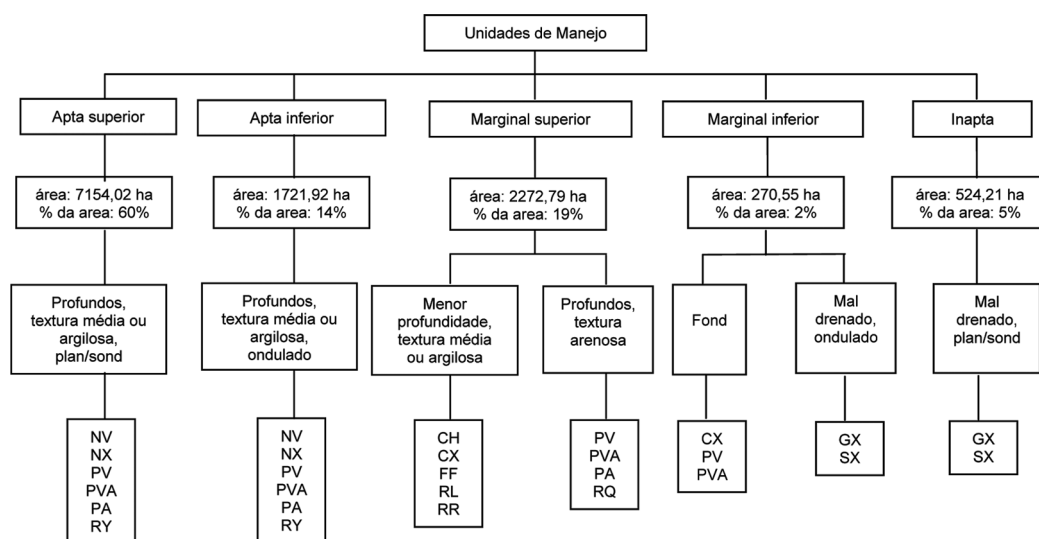 Unidades de Manejo
Apta superior
Apta inferior
Marginal superior
Marginal inferior
Inapta
área: 7154,02 ha
% da area: 60%
área: 1721,92 ha
% da area: 14%
área: 2272,79 ha
% da area: 19%
área: 270,55 ha
% da area: 2%
área: 524,21 ha
% da area: 5%
Profundos,
textura média ou
argilosa,
plan/sond
Profundos,
textura média ou
argilosa,
ondulado
Menor
profundidade,
textura média
ou argilosa
Profundos,
textura
arenosa
Fond
Mal
drenado,
ondulado
Mal
drenado,
plan/sond
NV
NX
PV
PVA
PA
RY
NV
NX
PV
PVA
PA
RY
CH
CX
FF
RL
RR
PV
PVA
PA
RQ
CX
PV
PVA
GX
SX
GX
SX